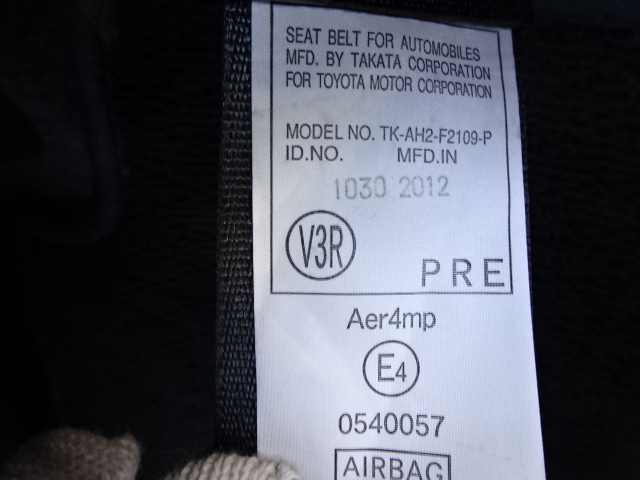 SEAT BELT FOR AUTOMOBILES
MFD. BY TAKATA CORPORATION
FOR TOYOTA MOTOR CORPORATION
MODEL NO. TK-AH2-F2109-P
ID.NO. MFD.IN
1030 2012
V3R
PRE
Aer4mp
E4
0540057
AIRBAG